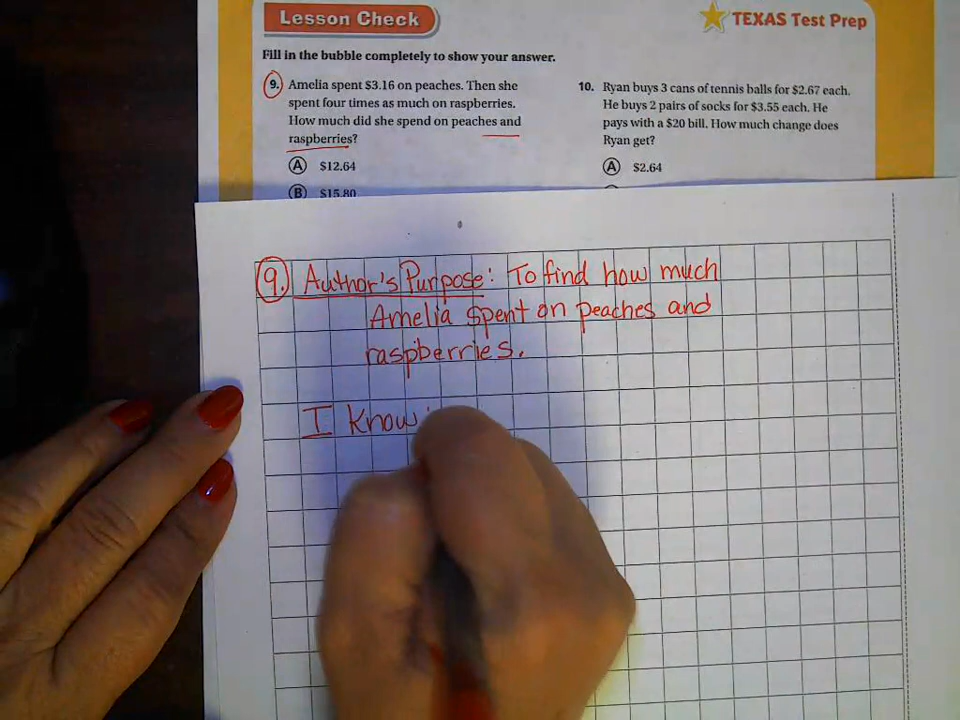 Lesson Check
TEXAS Test Prep
Fill in the bubble completely to show your answer.
9. Amelia spent $3.16 on peaches. Then she
spent four times as much on raspberries.
How much did she spend on peaches and
raspberries?
A $12.64
B $15.80
10. Ryan buys 3 cans of tennis balls for $2.67 each.
He buys 2 pairs of socks for $3.55 each. He
pays with a $20 bill. How much change does
Ryan get?
A $2.64
9. Author's Purpose: To find how much
Amelia spent on peaches and
raspberries.
I know: